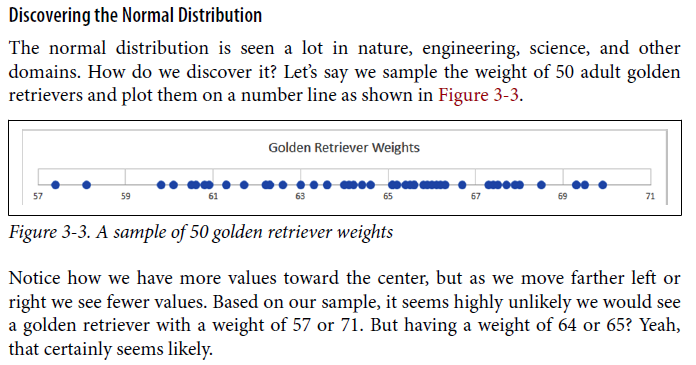 Discovering the Normal Distribution
The normal distribution is seen a lot in nature, engineering, science, and other
domains. How do we discover it? Let's say we sample the weight of 50 adult golden
retrievers and plot them on a number line as shown in Figure 3-3.
Golden Retriever Weights
57 59 61 63 65 67 69 71
Figure 3-3. A sample of 50 golden retriever weights
Notice how we have more values toward the center, but as we move farther left or
right we see fewer values. Based on our sample, it seems highly unlikely we would see
a golden retriever with a weight of 57 or 71. But having a weight of 64 or 65? Yeah,
that certainly seems likely.